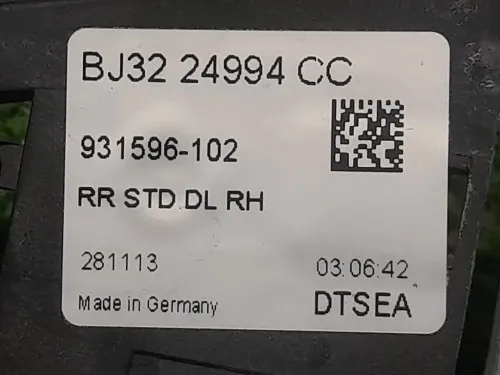 BJ32 24994 CC
931596-102
RR STD DL RH
281113 03:06:42
Made in Germany DTSEA